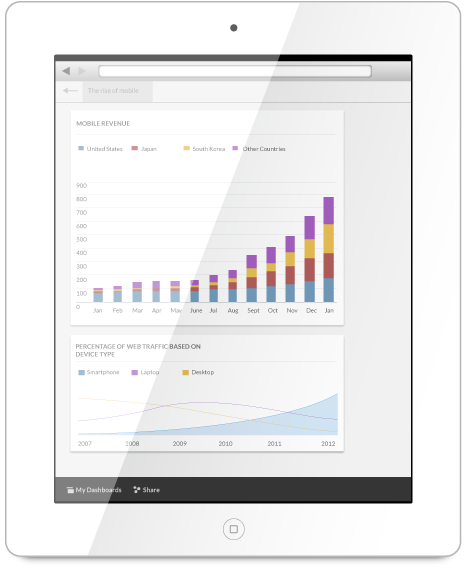 The rise of mobile
MOBILE REVENUE
United States Japan South Korea Other Countries
900
800
700
600
500
400
300
200
100
0
Jan Feb Mar Apr May June Jul Aug Sept Oct Nov Dec Jan
PERCENTAGE OF WEB TRAFFIC BASED ON
DEVICE TYPE
Smartphone Laptop Desktop
2007 2008 2009 2010 2011 2012
My Dashboards Share